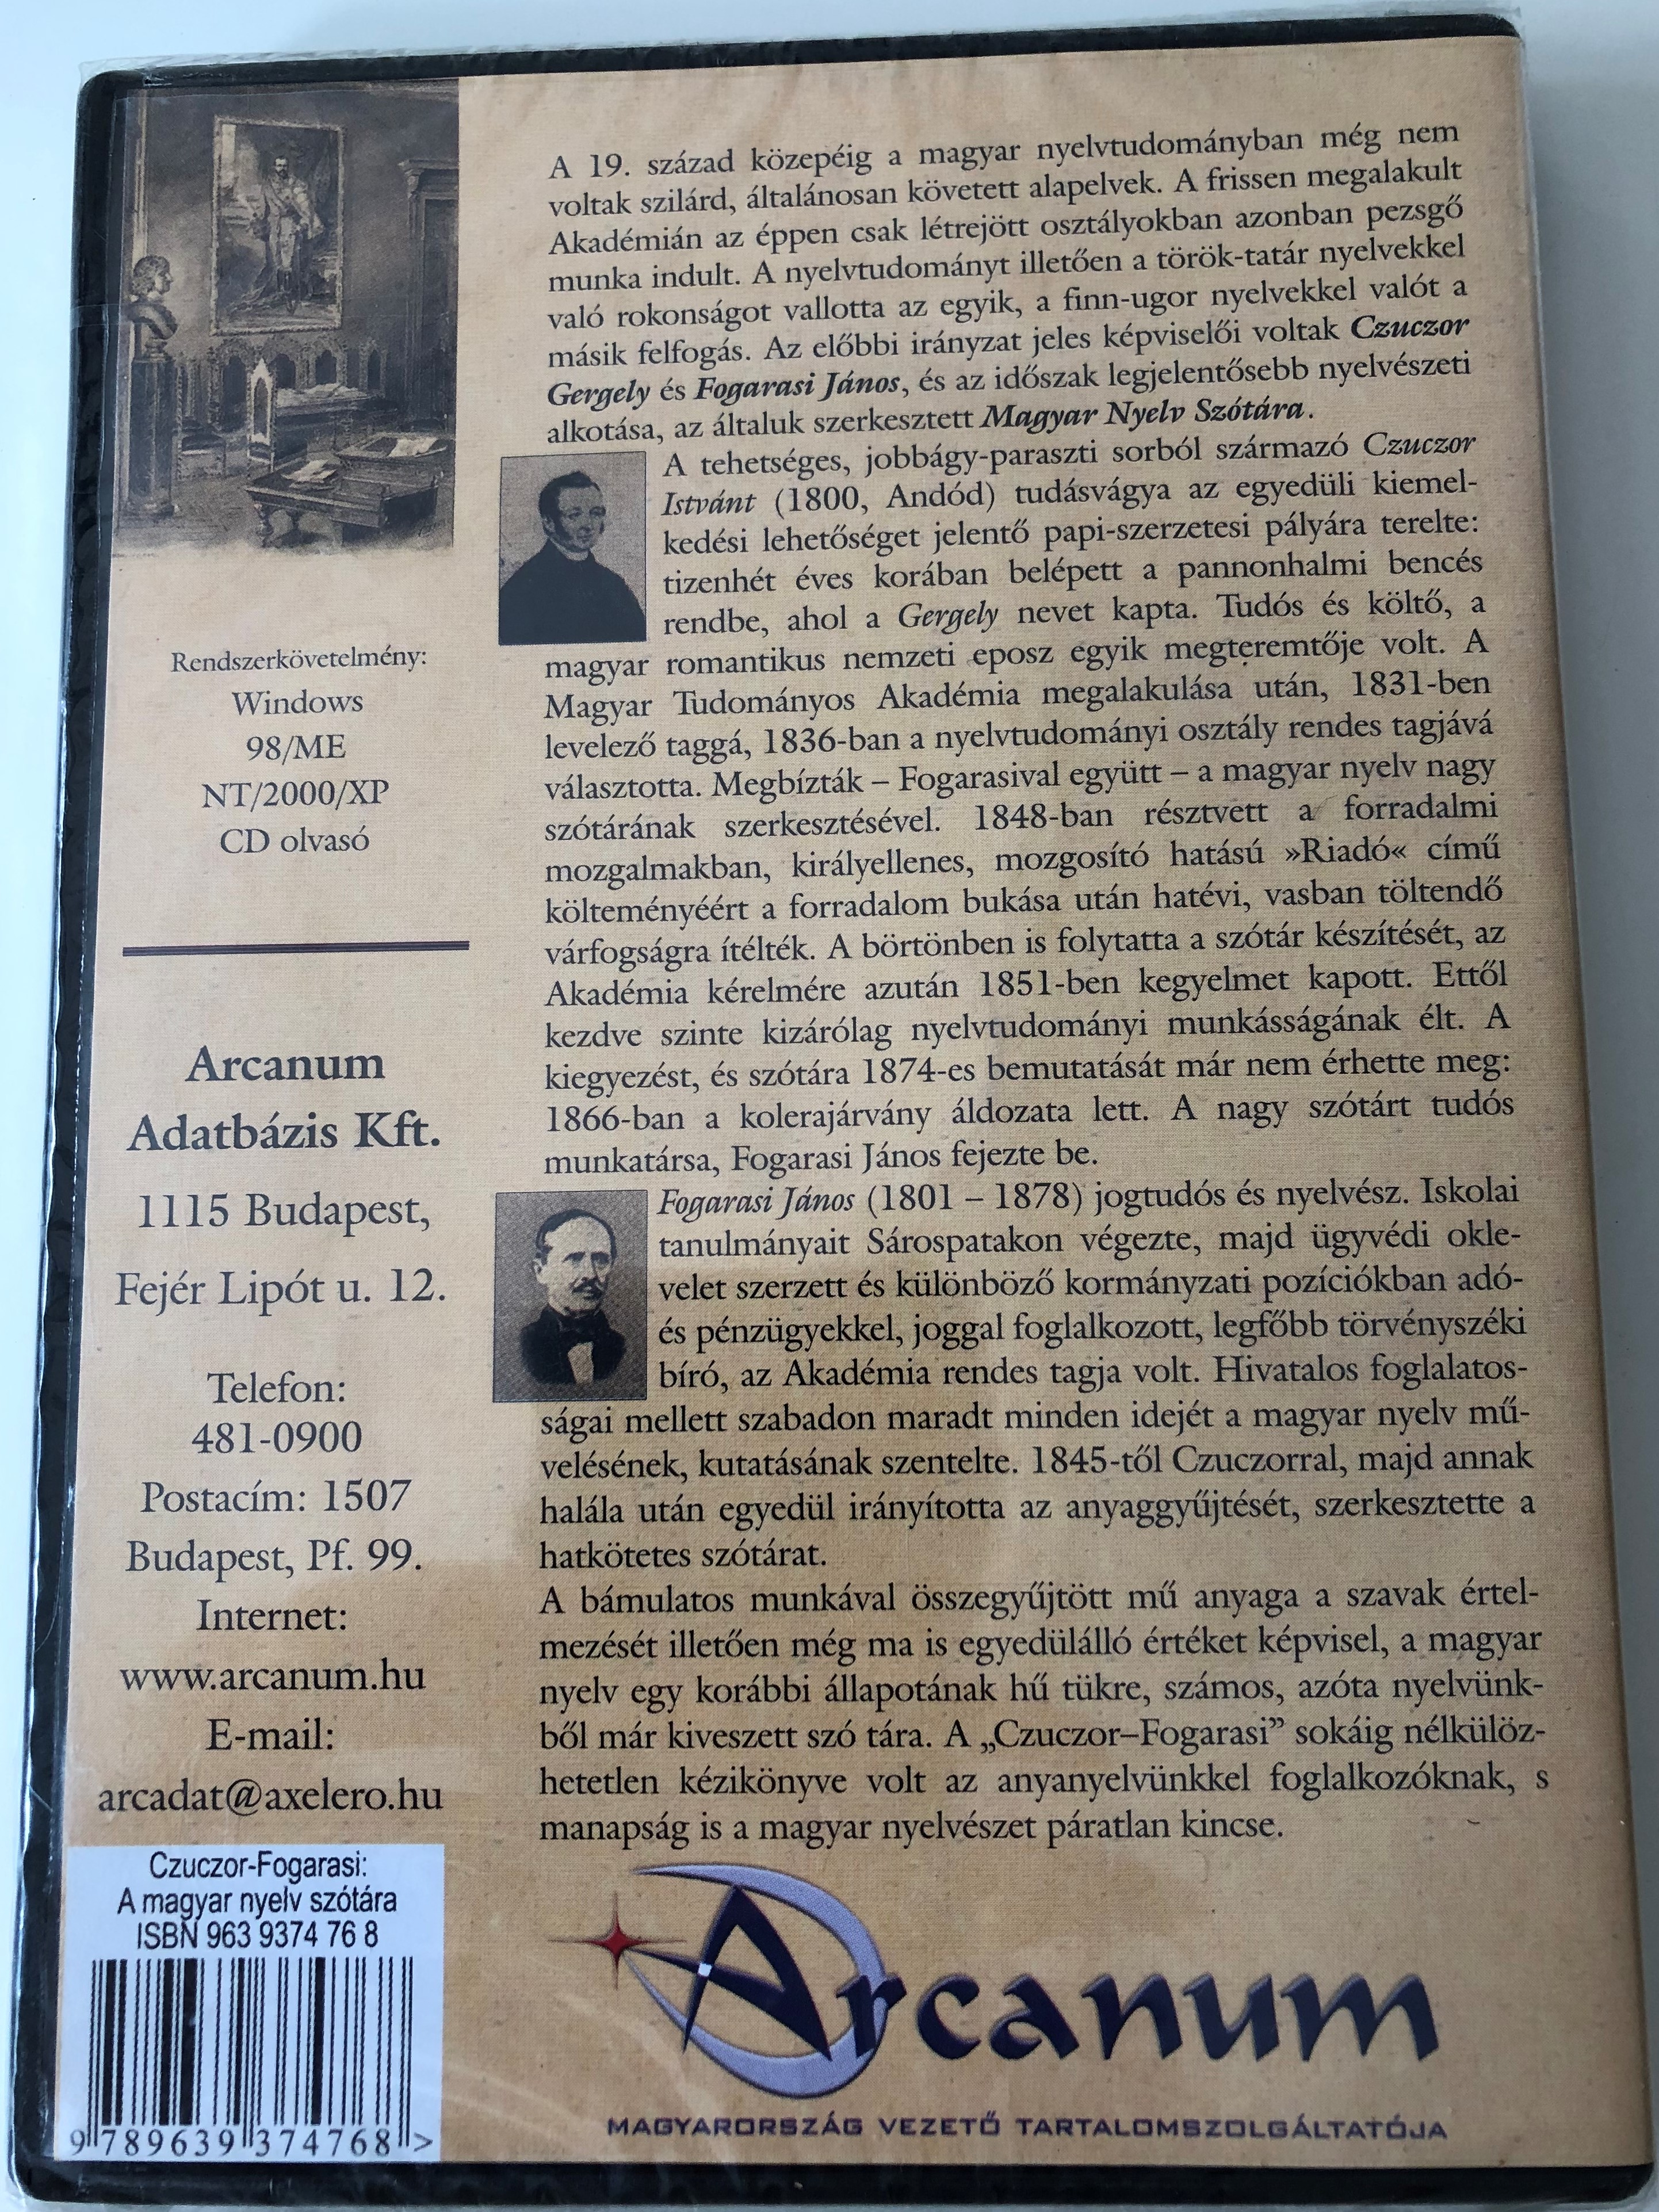 A 19. század közepéig a magyar nyelvtudományban még nem
voltak szilárd, általánosan követett alapelvek. A frissen megalakult
Akadémián az éppen csak létrejött osztályokban azonban pezsgő
munka indult. A nyelvtudományt illetően a török-tatár nyelvekkel
való rokonságot vallotta az egyik, a finn-ugor nyelvekkel valót a
másik felfogás. Az előbbi irányzat jeles képviselői voltak Czuczor
Gergely és Fogarasi János, és az időszak legjelentősebb nyelvészeti
alkotása, az általuk szerkesztett Magyar Nyelv Szótára.
A tehetséges, jobbágy-paraszti sorból származó Czuczor
Istvánt (1800, Andód) tudásvágya az egyedüli kiemel-
kedési lehetőséget jelentő papi-szerzetesi pályára terelte:
tizenhét éves korában belépett a pannonhalmi bencés
rendbe, ahol a Gergely nevet kapta. Tudós és költő, a
magyar romantikus nemzeti eposz egyik megteremtője volt. A
Magyar Tudományos Akadémia megalakulása után, 1831-ben
levelező taggá, 1836-ban a nyelvtudományi osztály rendes tagjává
választotta. Megbízták – Fogarasival együtt – a magyar nyelv nagy
szótárának szerkesztésével. 1848-ban résztvett a forradalmi
mozgalmakban, királyellenes, mozgosító hatású »Riadó« című
költeményéért a forradalom bukása után hatévi, vasban töltendő
várfogságra ítélték. A börtönben is folytatta a szótár készítését, az
Akadémia kérelmére azután 1851-ben kegyelmet kapott. Ettől
kezdve szinte kizárólag nyelvtudományi munkásságának élt. A
kiegyezést, és szótára 1874-es bemutatását már nem érhette meg:
1866-ban a kolerajárvány áldozata lett. A nagy szótárt tudós
munkatársa, Fogarasi János fejezte be.
Fogarasi János (1801 – 1878) jogtudós és nyelvész. Iskolai
tanulmányait Sárospatakon végezte, majd ügyvédi okle-
velet szerzett és különböző kormányzati pozíciókban adó-
és pénzügyekkel, joggal foglalkozott, legfőbb törvényszéki
bíró, az Akadémia rendes tagja volt. Hivatalos foglalatos-
ságai mellett szabadon maradt minden idejét a magyar nyelv mű-
velésének, kutatásának szentelte. 1845-től Czuczorral, majd annak
halála után egyedül irányította az anyaggyűjtését, szerkesztette a
hatkötetes szótárat.
A bámulatos munkával összegyűjtött mű anyaga a szavak értel-
mezését illetően még ma is egyedülálló értéket képvisel, a magyar
nyelv egy korábbi állapotának hű tükre, számos, azóta nyelvünk-
ből már kiveszett szó tára. A „Czuczor–Fogarasi” sokáig nélkülöz-
hetetlen kézikönyve volt az anyanyelvünkkel foglalkozóknak, s
manapság is a magyar nyelvészet páratlan kincse.
Rendszerkövetelmény:
Windows
98/ME
NT/2000/XP
CD olvasó
Arcanum
Adatbázis Kft.
1115 Budapest,
Fejér Lipót u. 12.
Telefon:
481-0900
Postacím: 1507
Budapest, Pf. 99.
Internet:
www.arcanum.hu
E-mail:
arcadat@axelero.hu
Czuczor-Fogarasi:
A magyar nyelv szótára
ISBN 963 9374 76 8
9 789639 374768 >
Arcanum
MAGYARORSZÁG VEZETŐ TARTALOMSZOLGÁLTATÓJA